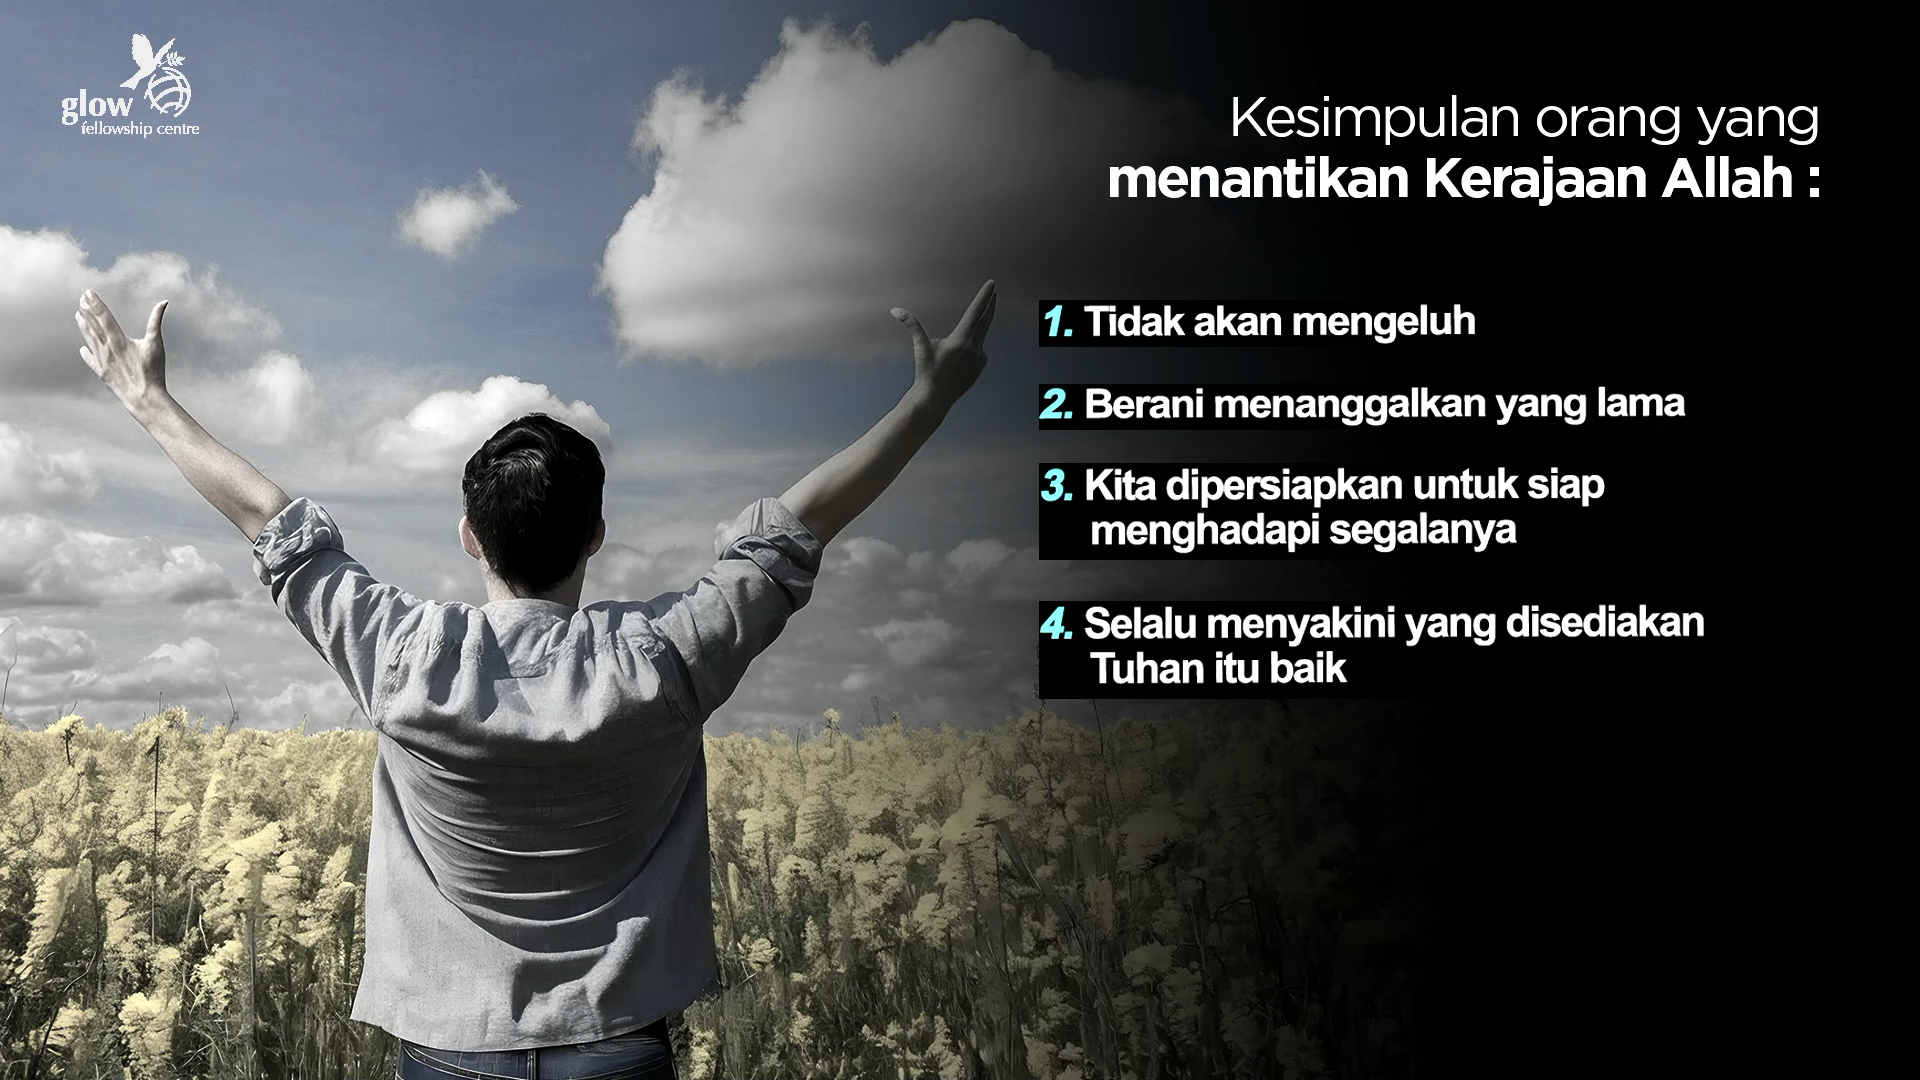 glow
fellowship centre
Kesimpulan orang yang
menantikan Kerajaan Allah :
1. Tidak akan mengeluh
2. Berani menanggalkan yang lama
3. Kita dipersiapkan untuk siap
menghadapi segalanya
4. Selalu menyakini yang disediakan
Tuhan itu baik